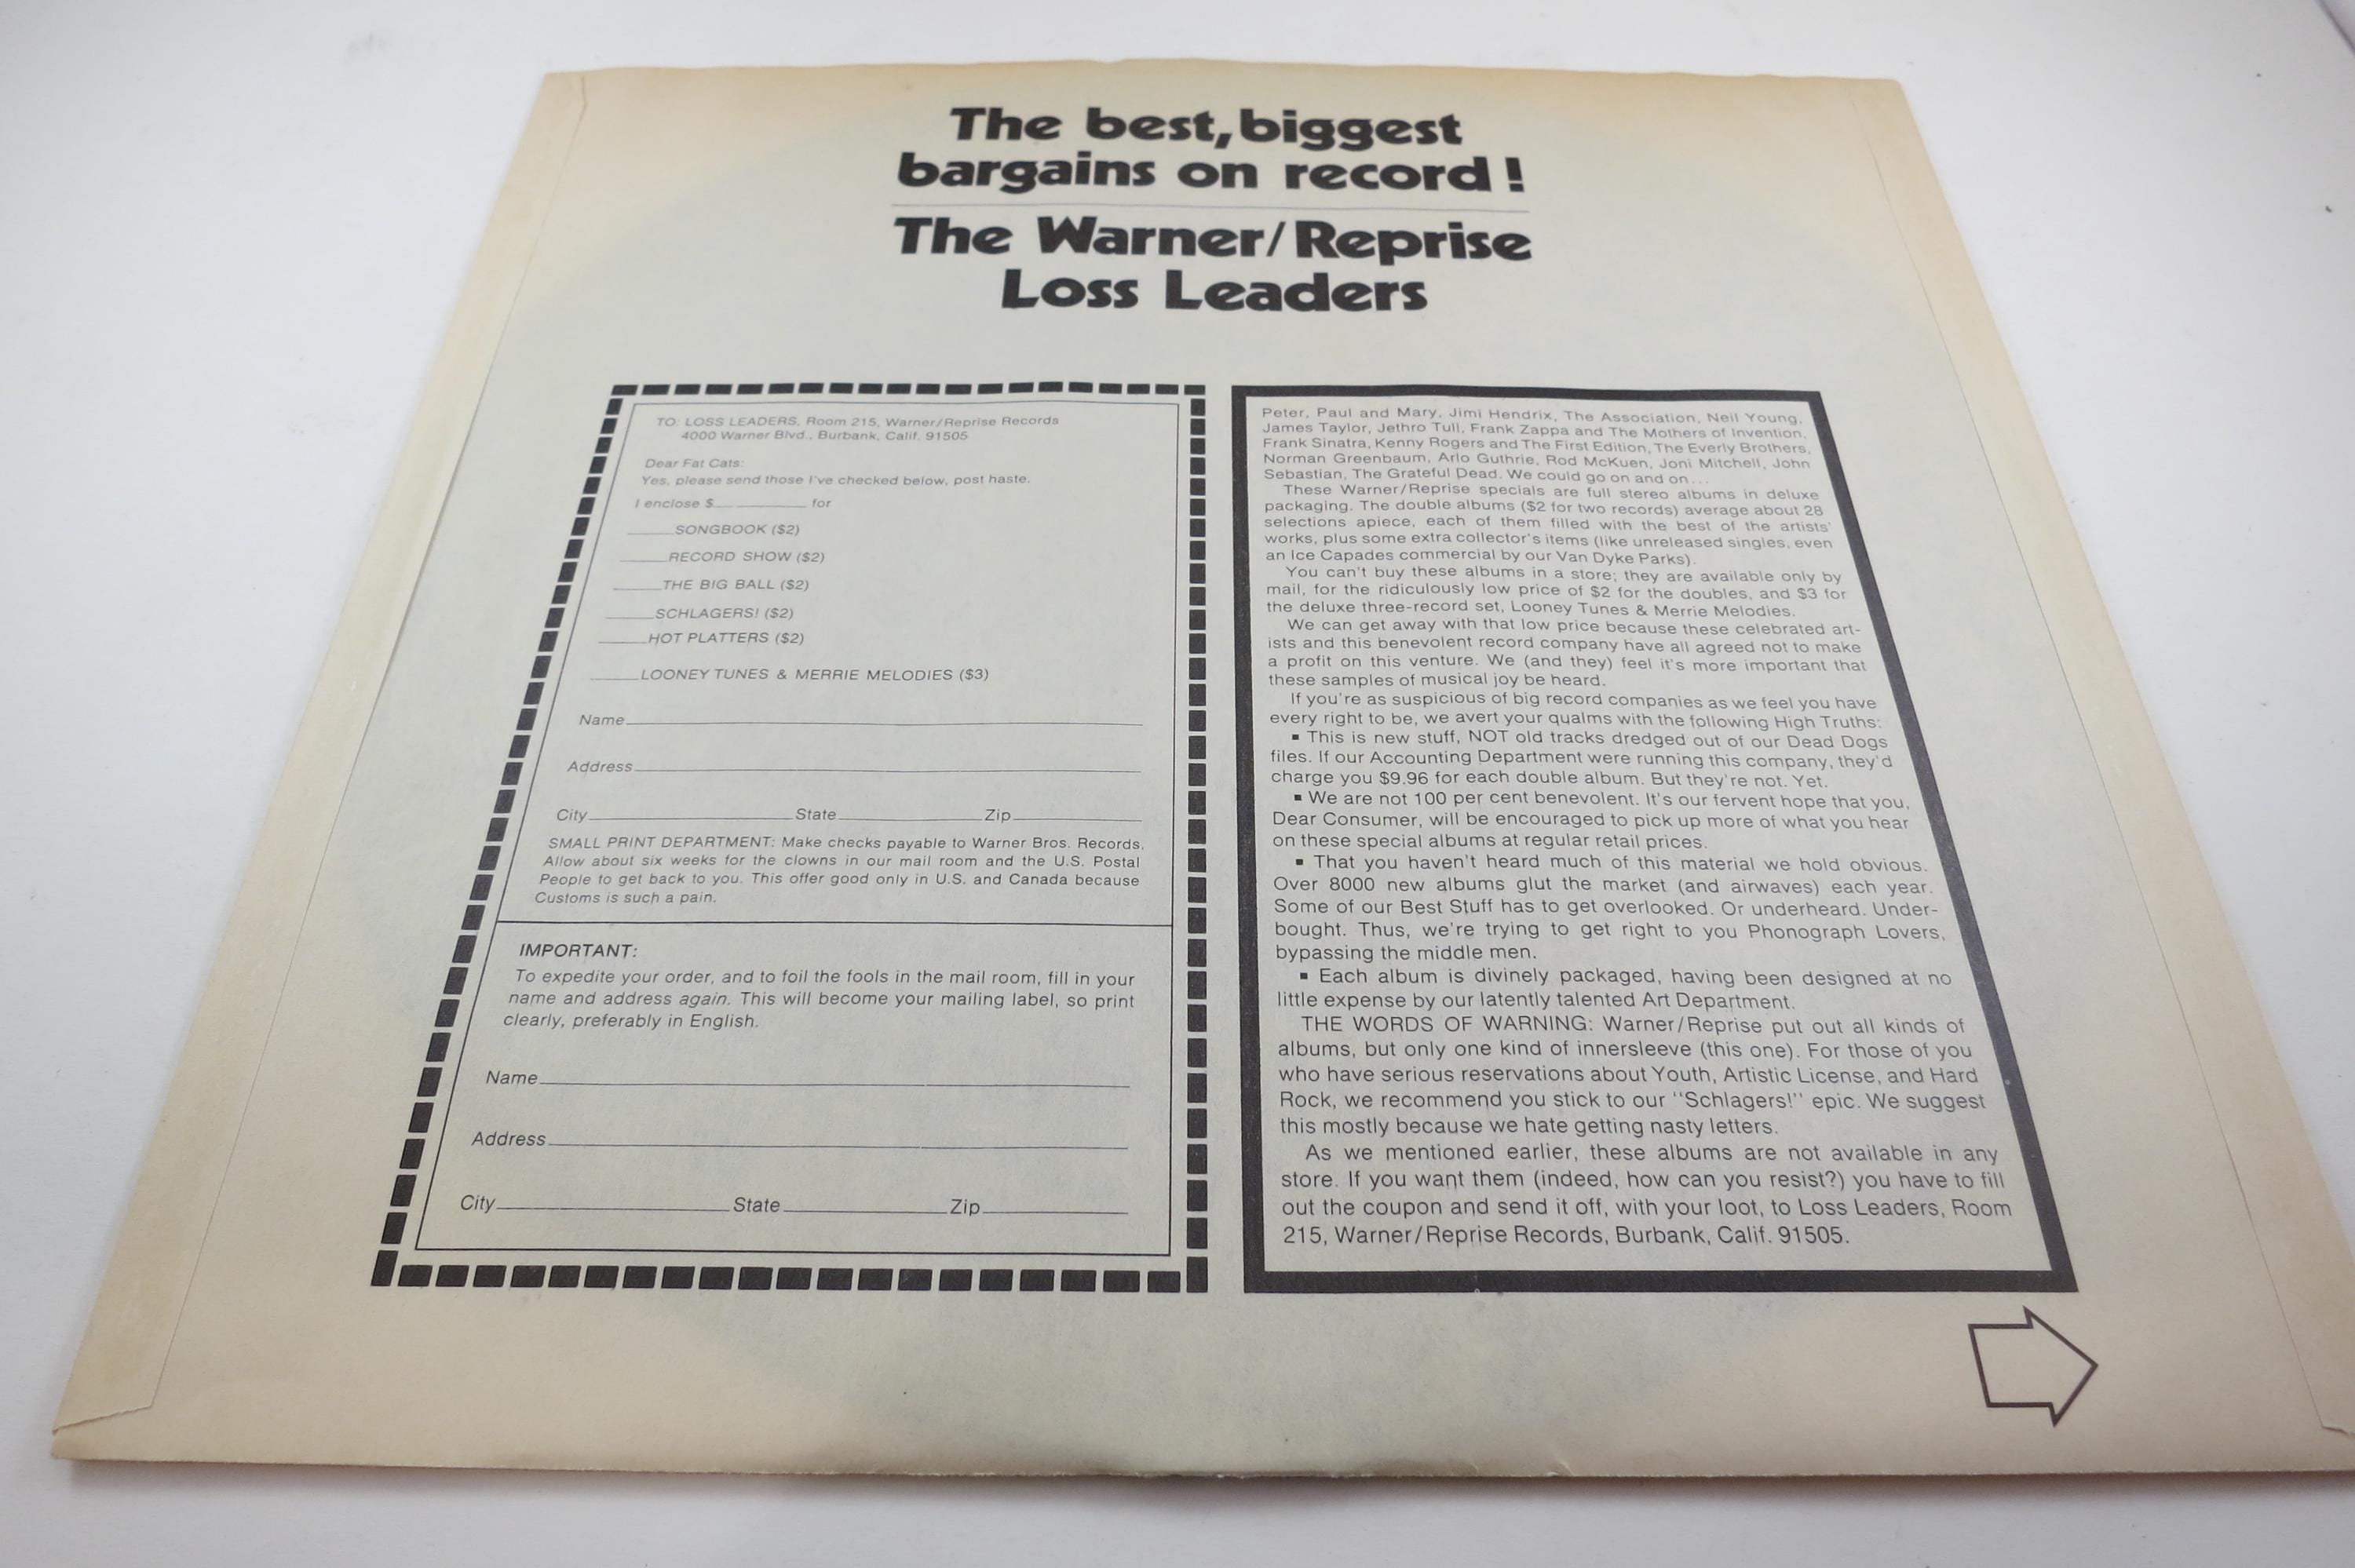 The best, biggest
bargains on record!
The Warner/Reprise
Loss Leaders
TO: LOSS LEADERS, Room 215, Warner/Reprise Records
4000 Warner Blvd., Burbank, Calif. 91505
Dear Fat Cats:
Yes, please send those I've checked below, post haste.
I enclose $________ for
____SONGBOOK ($2)
____RECORD SHOW ($2)
____THE BIG BALL ($2)
____SCHLAGERS! ($2)
____HOT PLATTERS ($2)
____LOONEY TUNES & MERRIE MELODIES ($3)
Name
Address
City State Zip
SMALL PRINT DEPARTMENT: Make checks payable to Warner Bros. Records.
Allow about six weeks for the clowns in our mail room and the U.S. Postal
People to get back to you. This offer good only in U.S. and Canada because
Customs is such a pain.
IMPORTANT:
To expedite your order, and to foil the fools in the mail room, fill in your
name and address again. This will become your mailing label, so print
clearly, preferably in English.
Name
Address
City State Zip
Peter, Paul and Mary, Jimi Hendrix, The Association, Neil Young,
James Taylor, Jethro Tull, Frank Zappa and The Mothers of Invention,
Frank Sinatra, Kenny Rogers and The First Edition, The Everly Brothers,
Norman Greenbaum, Arlo Guthrie, Rod McKuen, Joni Mitchell, John
Sebastian, The Grateful Dead. We could go on and on...
These Warner/Reprise specials are full stereo albums in deluxe
packaging. The double albums ($2 for two records) average about 28
selections apiece, each of them filled with the best of the artists'
works, plus some extra collector's items (like unreleased singles, even
an Ice Capades commercial by our Van Dyke Parks).
You can't buy these albums in a store; they are available only by
mail, for the ridiculously low price of $2 for the doubles, and $3 for
the deluxe three-record set, Looney Tunes & Merrie Melodies.
We can get away with that low price because these celebrated art-
ists and this benevolent record company have all agreed not to make
a profit on this venture. We (and they) feel it's more important that
these samples of musical joy be heard.
If you're as suspicious of big record companies as we feel you have
every right to be, we avert your qualms with the following High Truths:
▪ This is new stuff, NOT old tracks dredged out of our Dead Dogs
files. If our Accounting Department were running this company, they'd
charge you $9.96 for each double album. But they're not. Yet.
▪ We are not 100 per cent benevolent. It's our fervent hope that you,
Dear Consumer, will be encouraged to pick up more of what you hear
on these special albums at regular retail prices.
▪ That you haven't heard much of this material we hold obvious.
Over 8000 new albums glut the market (and airwaves) each year.
Some of our Best Stuff has to get overlooked. Or underheard. Under-
bought. Thus, we're trying to get right to you Phonograph Lovers,
bypassing the middle men.
▪ Each album is divinely packaged, having been designed at no
little expense by our latently talented Art Department.
THE WORDS OF WARNING: Warner/Reprise put out all kinds of
albums, but only one kind of innersleeve (this one). For those of you
who have serious reservations about Youth, Artistic License, and Hard
Rock, we recommend you stick to our "Schlagers!" epic. We suggest
this mostly because we hate getting nasty letters.
As we mentioned earlier, these albums are not available in any
store. If you want them (indeed, how can you resist?) you have to fill
out the coupon and send it off, with your loot, to Loss Leaders, Room
215, Warner/Reprise Records, Burbank, Calif. 91505.